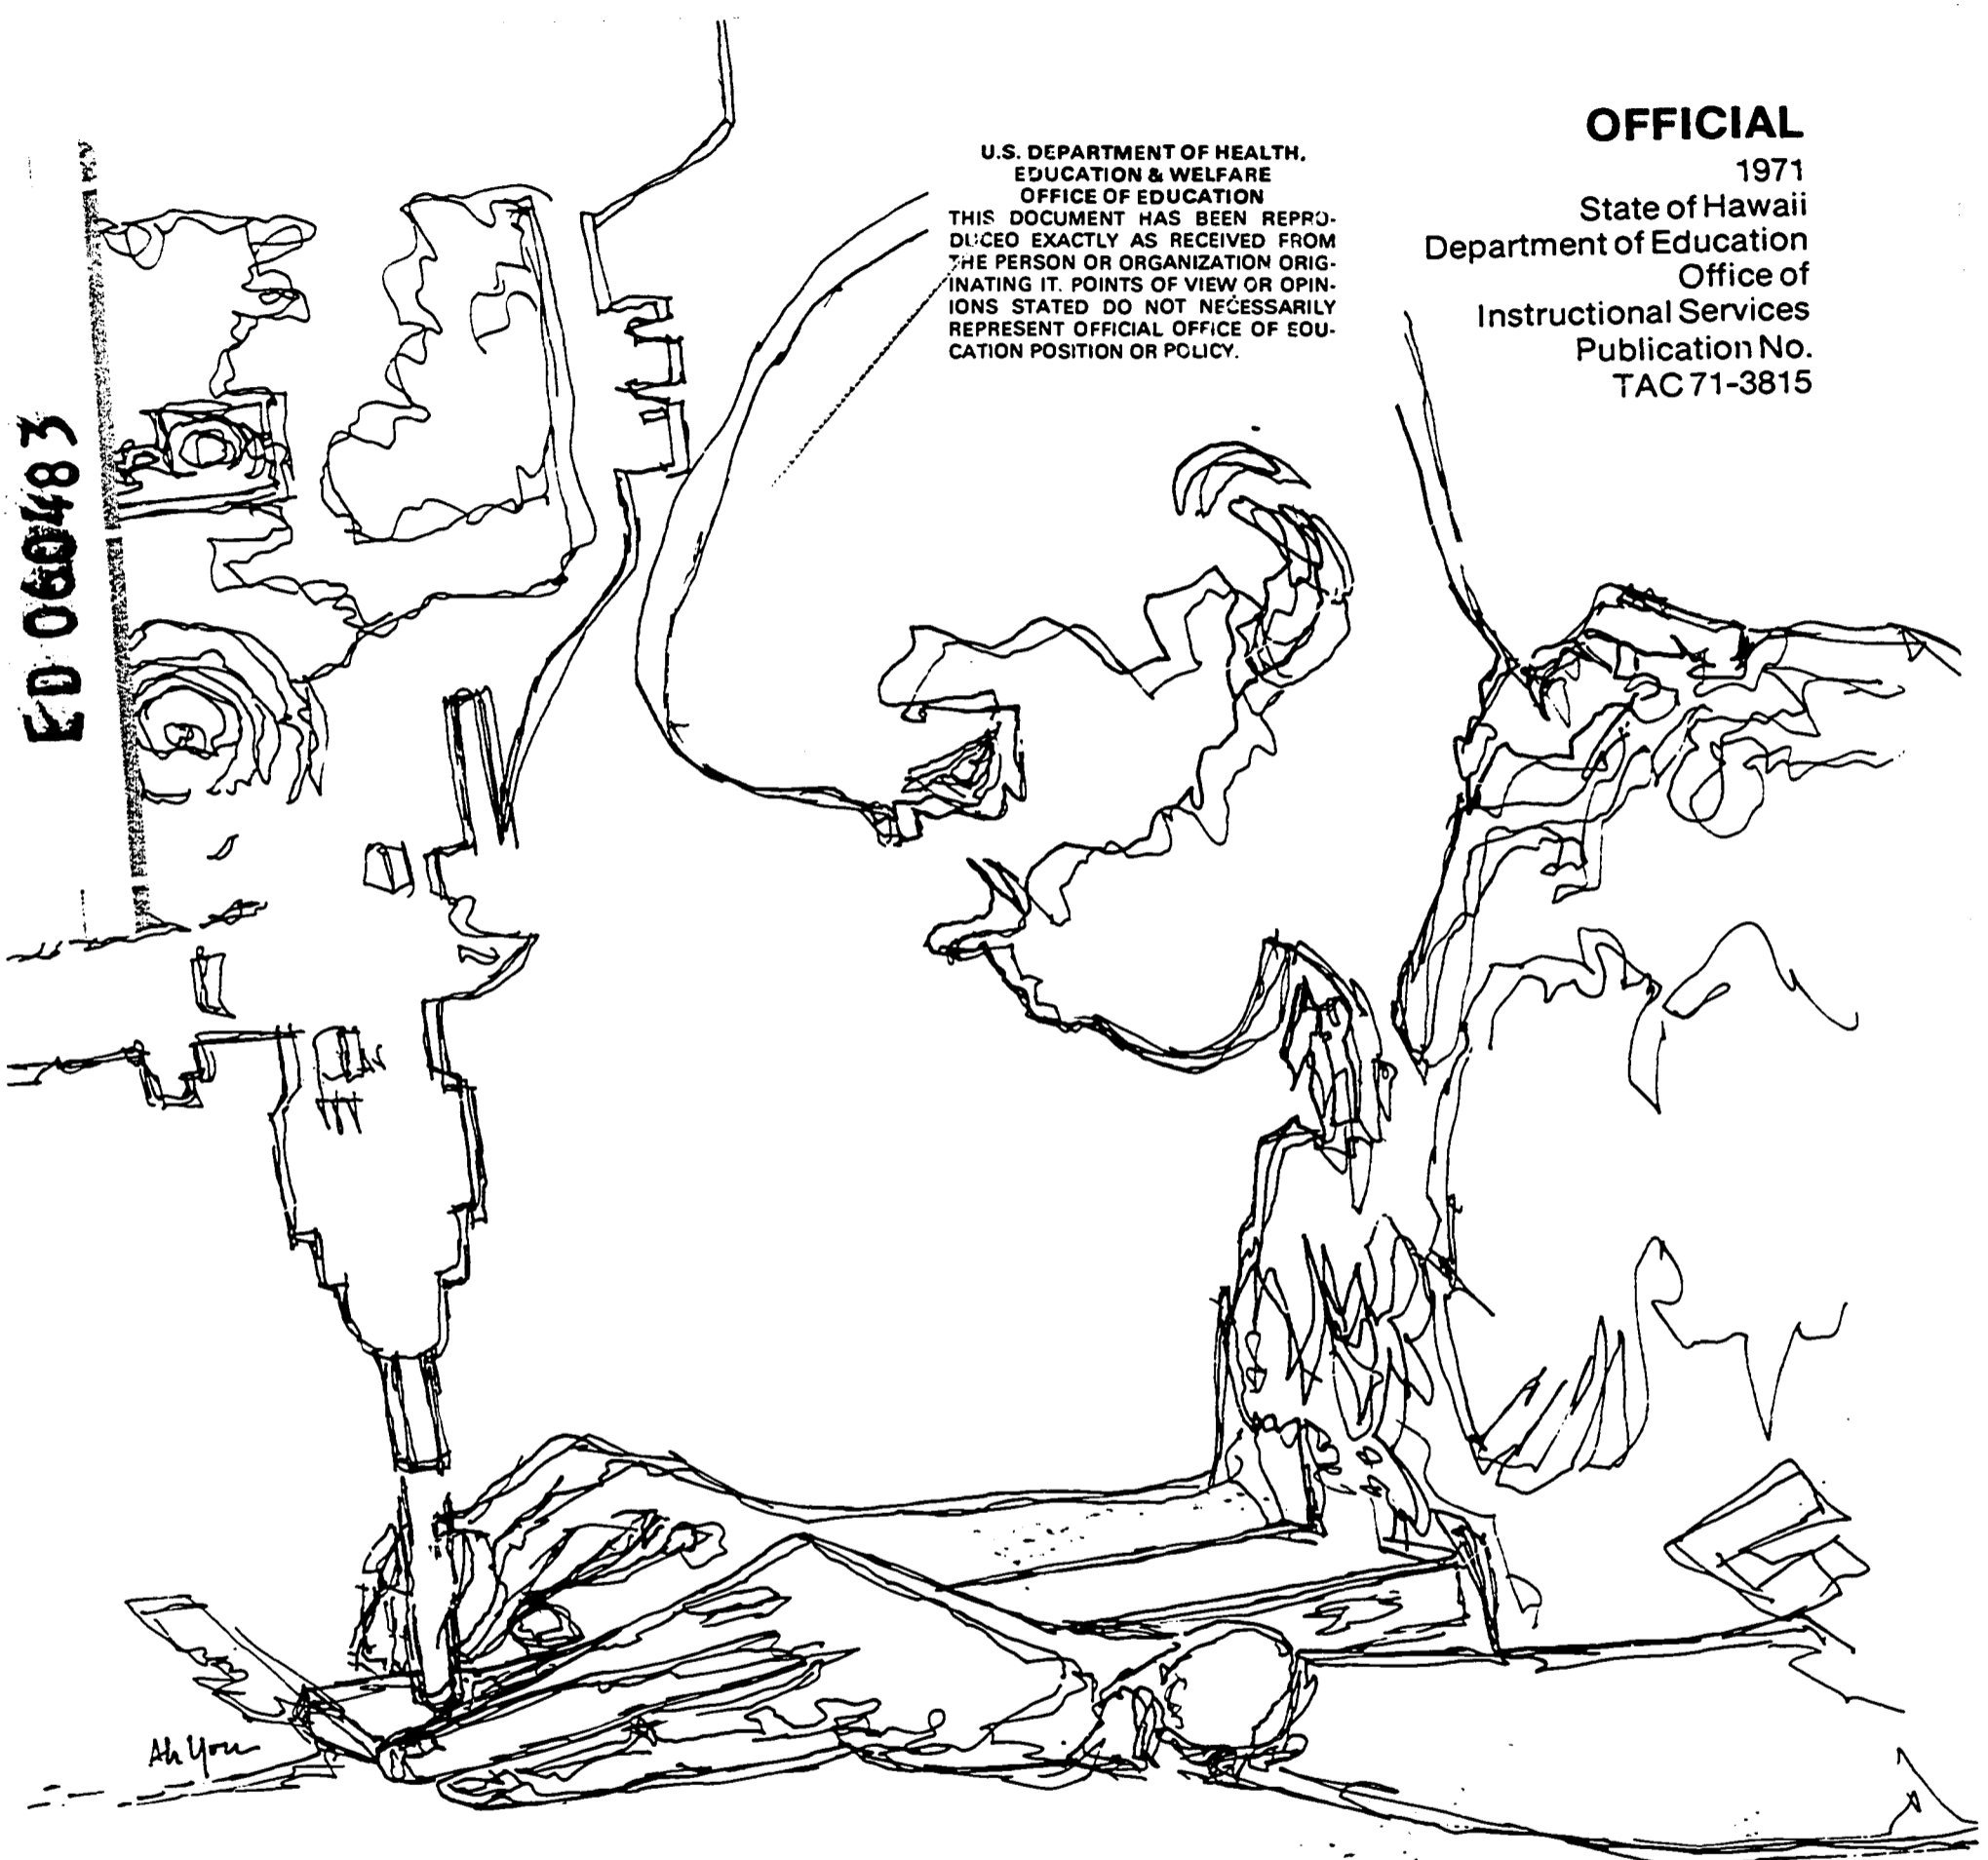 ED 060483
U.S. DEPARTMENT OF HEALTH,
EDUCATION & WELFARE
OFFICE OF EDUCATION
THIS DOCUMENT HAS BEEN REPRO-
DUCEO EXACTLY AS RECEIVED FROM
THE PERSON OR ORGANIZATION ORIG-
INATING IT. POINTS OF VIEW OR OPIN-
IONS STATED DO NOT NECESSARILY
REPRESENT OFFICIAL OFFICE OF EOU-
CATION POSITION OR POLICY.
OFFICIAL
1971
State of Hawaii
Department of Education
Office of
Instructional Services
Publication No.
TAC 71-3815
Ah You